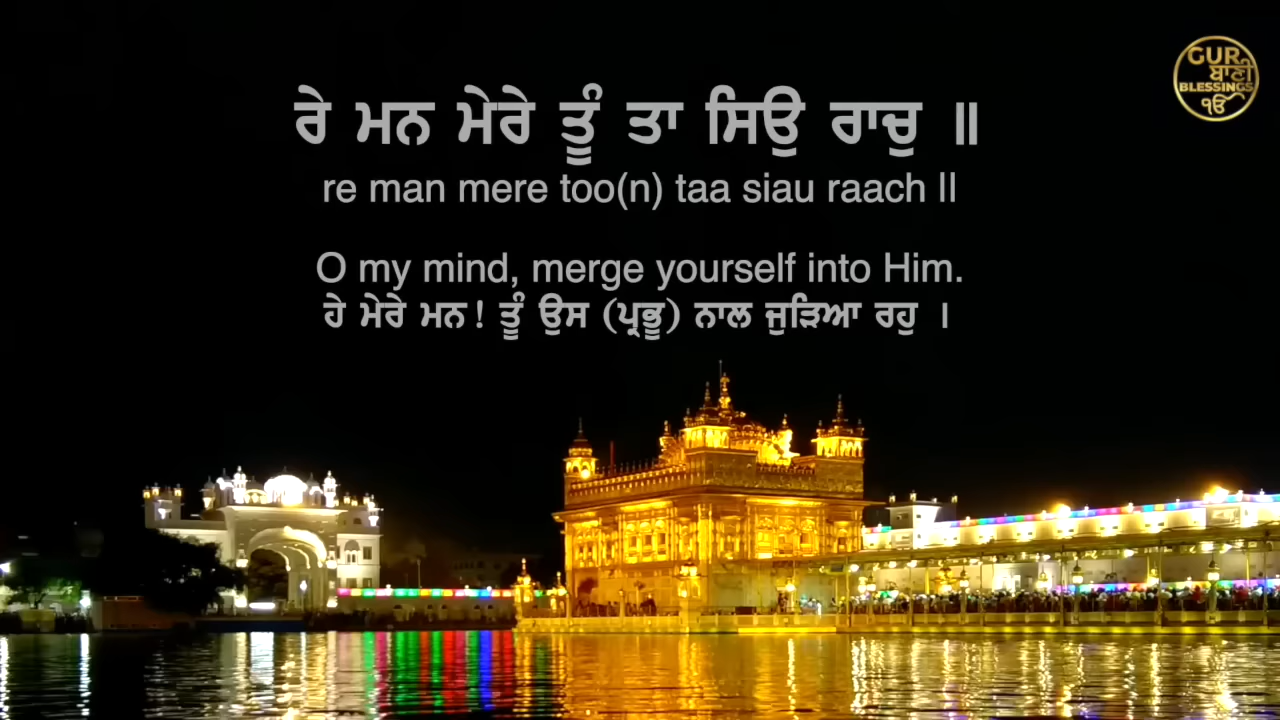 ਰੇ ਮਨ ਮੇਰੇ ਤੂੰ ਤਾ ਸਿਉ ਰਾਚੁ ॥
re man mere too(n) taa siau raach ||
O my mind, merge yourself into Him.
ਹੇ ਮੇਰੇ ਮਨ! ਤੂੰ ਉਸ (ਪ੍ਰਭੂ) ਨਾਲ ਜੁੜਿਆ ਰਹੁ ।
GUR
ਬਾਣੀ
BLESSINGS
ੴ